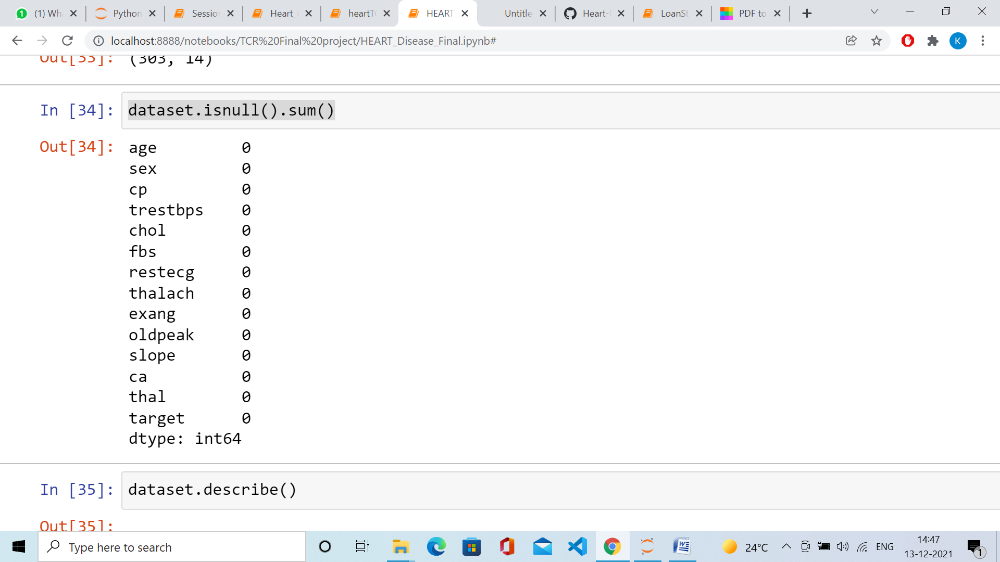 (1) Wh
Python
Session
Heart_
heartTC
HEART
Untitle
Heart-
LoanSt
PDF to
localhost:8888/notebooks/TCR%20Final%20project/HEART_Disease_Final.ipynb#
K
Out[33]: (303, 14)
In [34]: dataset.isnull().sum()
Out[34]: age 0
sex 0
cp 0
trestbps 0
chol 0
fbs 0
restecg 0
thalach 0
exang 0
oldpeak 0
slope 0
ca 0
thal 0
target 0
dtype: int64
In [35]: dataset.describe()
Out[35]:
Type here to search
24°C
ENG
14:47
13-12-2021
1